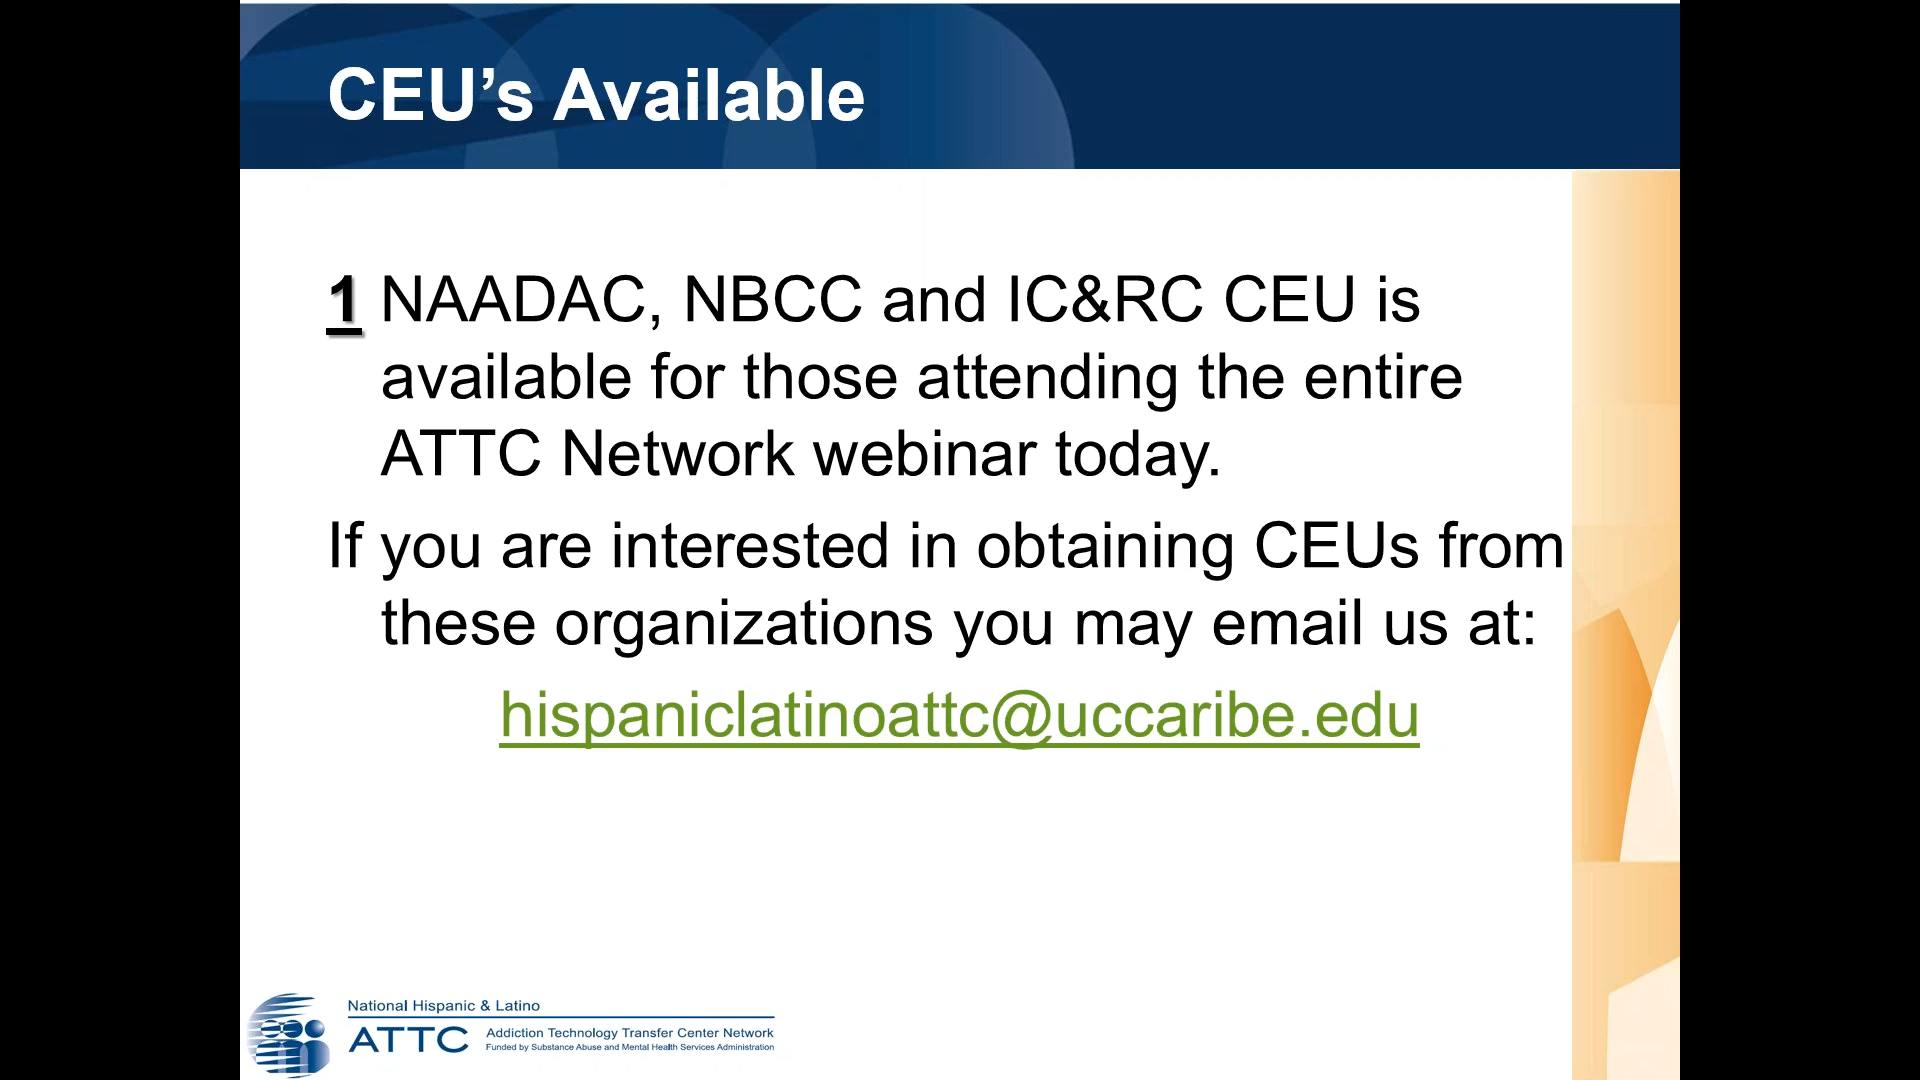 CEU’s Available
1 NAADAC, NBCC and IC&RC CEU is
available for those attending the entire
ATTC Network webinar today.
If you are interested in obtaining CEUs from
these organizations you may email us at:
hispaniclatinoattc@uccaribe.edu
National Hispanic & Latino
ATTC Addiction Technology Transfer Center Network
Funded by Substance Abuse and Mental Health Services Administration